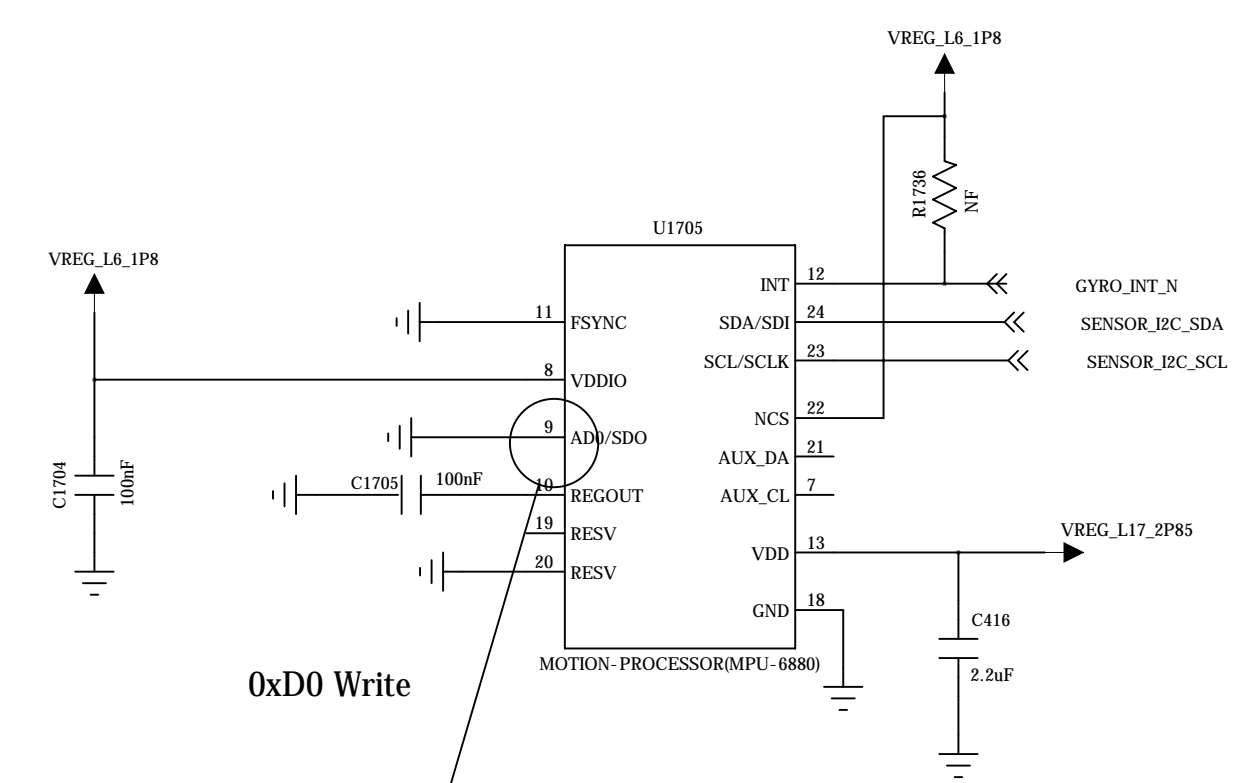 VREG_L6_1P8
R1736
NF
U1705
VREG_L6_1P8
INT 12 GYRO_INT_N
11 FSYNC
SDA/SDI 24 SENSOR_I2C_SDA
SCL/SCLK 23 SENSOR_I2C_SCL
8 VDDIO
NCS 22
9 AD0/SDO
AUX_DA 21
C1704
100nF
C1705 100nF
10 REGOUT
AUX_CL 7
19 RESV
VREG_L17_2P85
VDD 13
20 RESV
GND 18
C416
2.2uF
MOTION-PROCESSOR(MPU-6880)
0xD0 Write